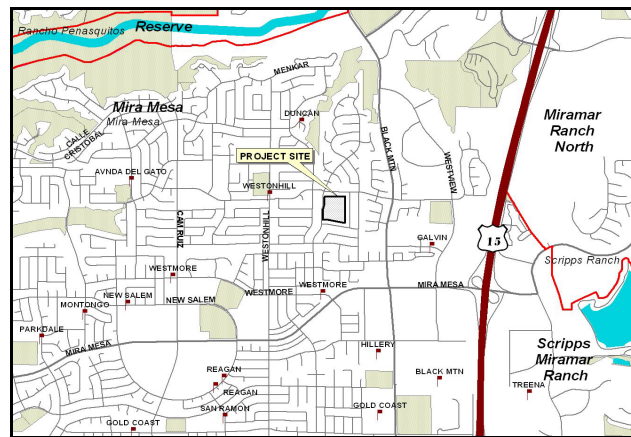 Rancho Penasquitos
Reserve
MENKAR
Mira Mesa
Mira Mesa
DUNCAN
CALLE
CRISTOBAL
BLACK MTN
Miramar
Ranch
North
PROJECT SITE
WESTVIEW
AVNDA DEL GATO
WESTONHILL
CAM RUIZ
WESTONHILL
GALVIN
15
Scripps Ranch
WESTMORE
MIRA MESA
NEW SALEM
NEW SALEM
WESTMORE
WESTMORE
MONTONGO
PARKDALE
MIRA MESA
HILLERY
Scripps
Miramar
Ranch
REAGAN
BLACK MTN
TREENA
REAGAN
SAN RAMON
GOLD COAST
GOLD COAST